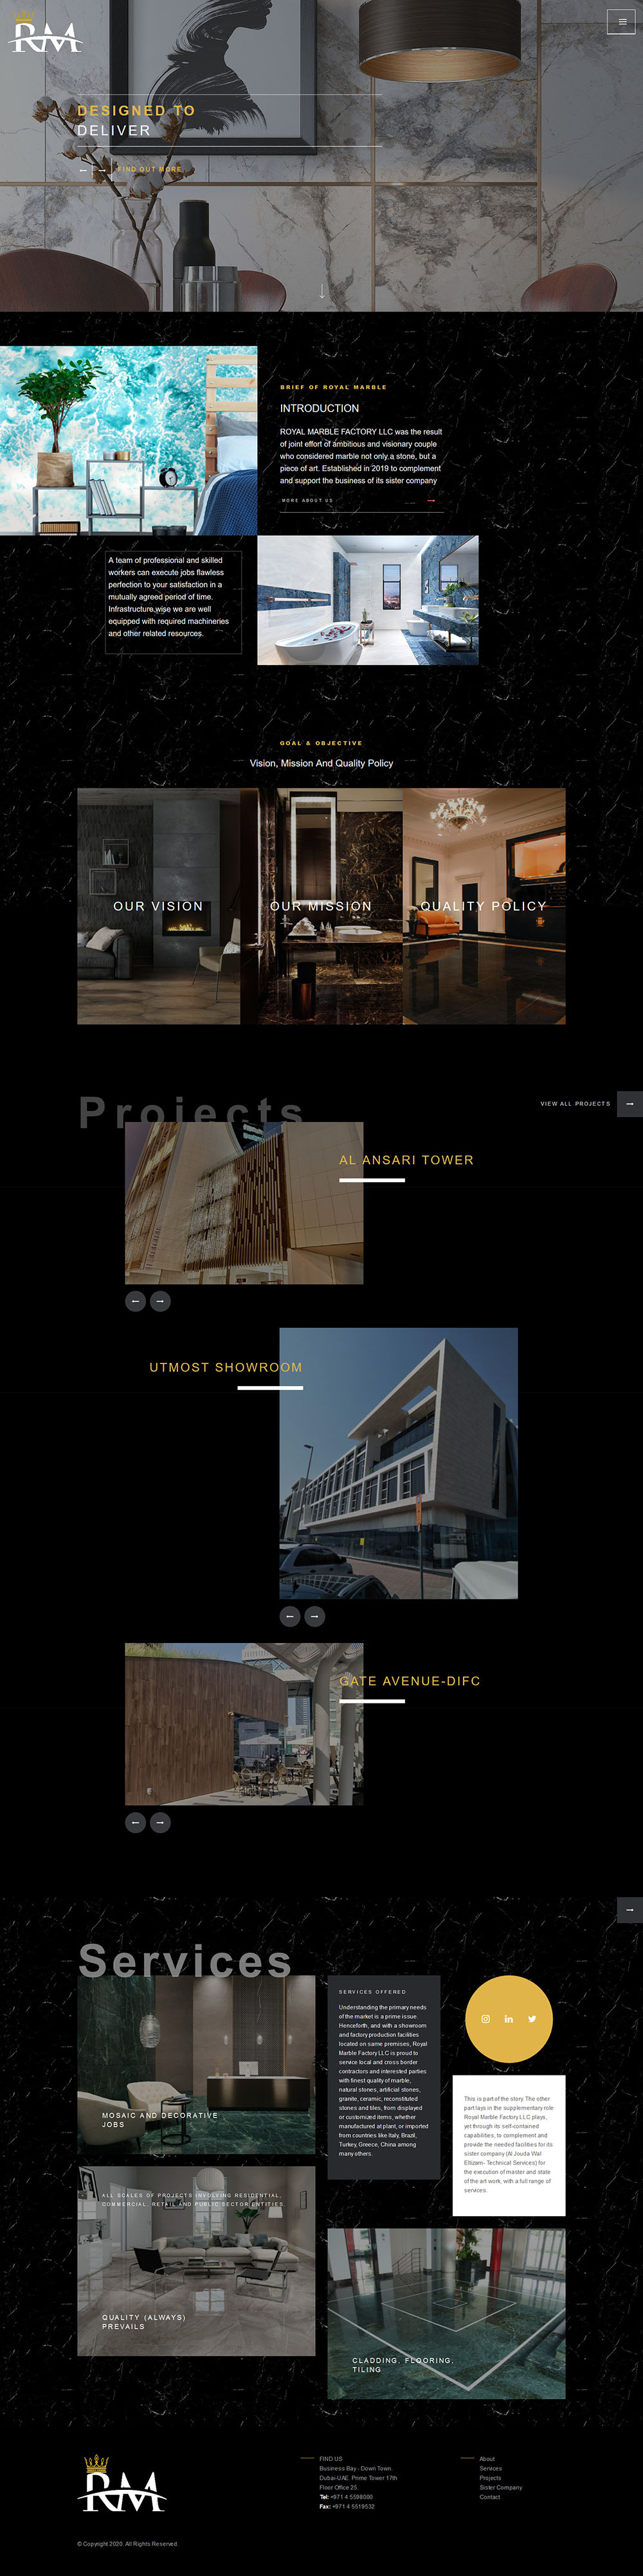 RM
DESIGNED TO
DELIVER
FIND OUT MORE
BRIEF OF ROYAL MARBLE
INTRODUCTION
ROYAL MARBLE FACTORY LLC was the result
of joint effort of ambitious and visionary couple
who considered marble not only a stone, but a
piece of art. Established in 2019 to complement
and support the business of its sister company
MORE ABOUT US
A team of professional and skilled
workers can execute jobs flawless
perfection to your satisfaction in a
mutually agreed period of time.
Infrastructure wise we are well
equipped with required machineries
and other related resources.
GOAL & OBJECTIVE
Vision, Mission And Quality Policy
OUR VISION
OUR MISSION
QUALITY POLICY
Projects
VIEW ALL PROJECTS
AL ANSARI TOWER
UTMOST SHOWROOM
GATE AVENUE-DIFC
Services
MOSAIC AND DECORATIVE
JOBS
SERVICES OFFERED
Understanding the primary needs
of the market is a prime issue.
Henceforth, and with a showroom
and factory production facilities
located on same premises, Royal
Marble Factory LLC is proud to
service local and cross border
contractors and interested parties
with finest quality of marble,
natural stones, artificial stones,
granite, ceramic, reconstituted
stones and tiles, from displayed
or customized items, whether
manufactured at plant, or imported
from countries like Italy, Brazil,
Turkey, Greece, China among
many others.
This is part of the story. The other
part lays in the supplementary role
Royal Marble Factory LLC plays,
yet through its self-contained
capabilities, to complement and
provide the needed facilities for its
sister company (Al Jouda Wal
Eltizam- Technical Services) for
the execution of master and state
of the art work, with a full range of
services.
ALL SCALES OF PROJECTS INVOLVING RESIDENTIAL,
COMMERCIAL, RETAIL AND PUBLIC SECTOR ENTITIES
QUALITY (ALWAYS)
PREVAILS
CLADDING, FLOORING,
TILING
RM
FIND US
Business Bay - Down Town
Dubai-UAE. Prime Tower 17th
Floor Office 25.
Tel: +971 4 5598000
Fax: +971 4 5519532
About
Services
Projects
Sister Company
Contact
© Copyright 2020. All Rights Reserved.